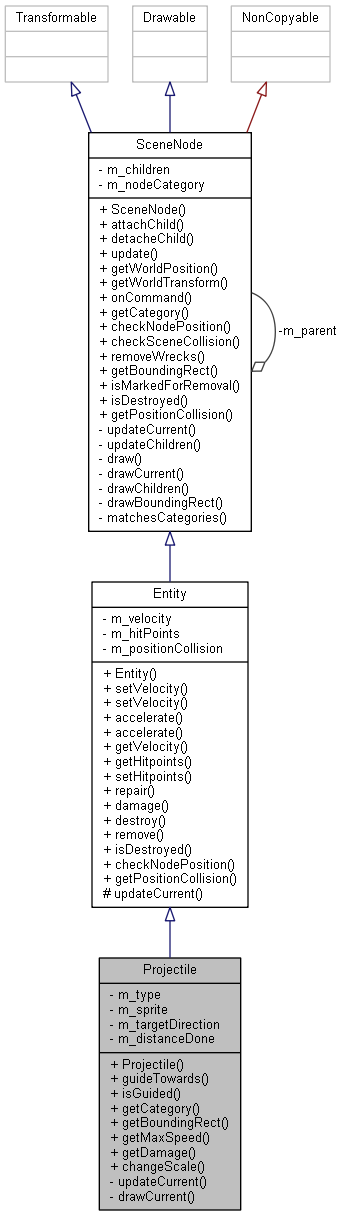 Transformable
Drawable
NonCopyable
SceneNode
- m_children
- m_nodeCategory
+ SceneNode()
+ attachChild()
+ detacheChild()
+ update()
+ getWorldPosition()
+ getWorldTransform()
+ onCommand()
+ getCategory()
+ checkNodePosition()
+ checkSceneCollision()
+ removeWrecks()
+ getBoundingRect()
+ isMarkedForRemoval()
+ isDestroyed()
+ getPositionCollision()
- updateCurrent()
- updateChildren()
- draw()
- drawCurrent()
- drawChildren()
- drawBoundingRect()
- matchesCategories()
-m_parent
Entity
- m_velocity
- m_hitPoints
- m_positionCollision
+ Entity()
+ setVelocity()
+ setVelocity()
+ accelerate()
+ accelerate()
+ getVelocity()
+ getHitpoints()
+ setHitpoints()
+ repair()
+ damage()
+ destroy()
+ remove()
+ isDestroyed()
+ checkNodePosition()
+ getPositionCollision()
# updateCurrent()
Projectile
- m_type
- m_sprite
- m_targetDirection
- m_distanceDone
+ Projectile()
+ guideTowards()
+ isGuided()
+ getCategory()
+ getBoundingRect()
+ getMaxSpeed()
+ getDamage()
+ changeScale()
- updateCurrent()
- drawCurrent()